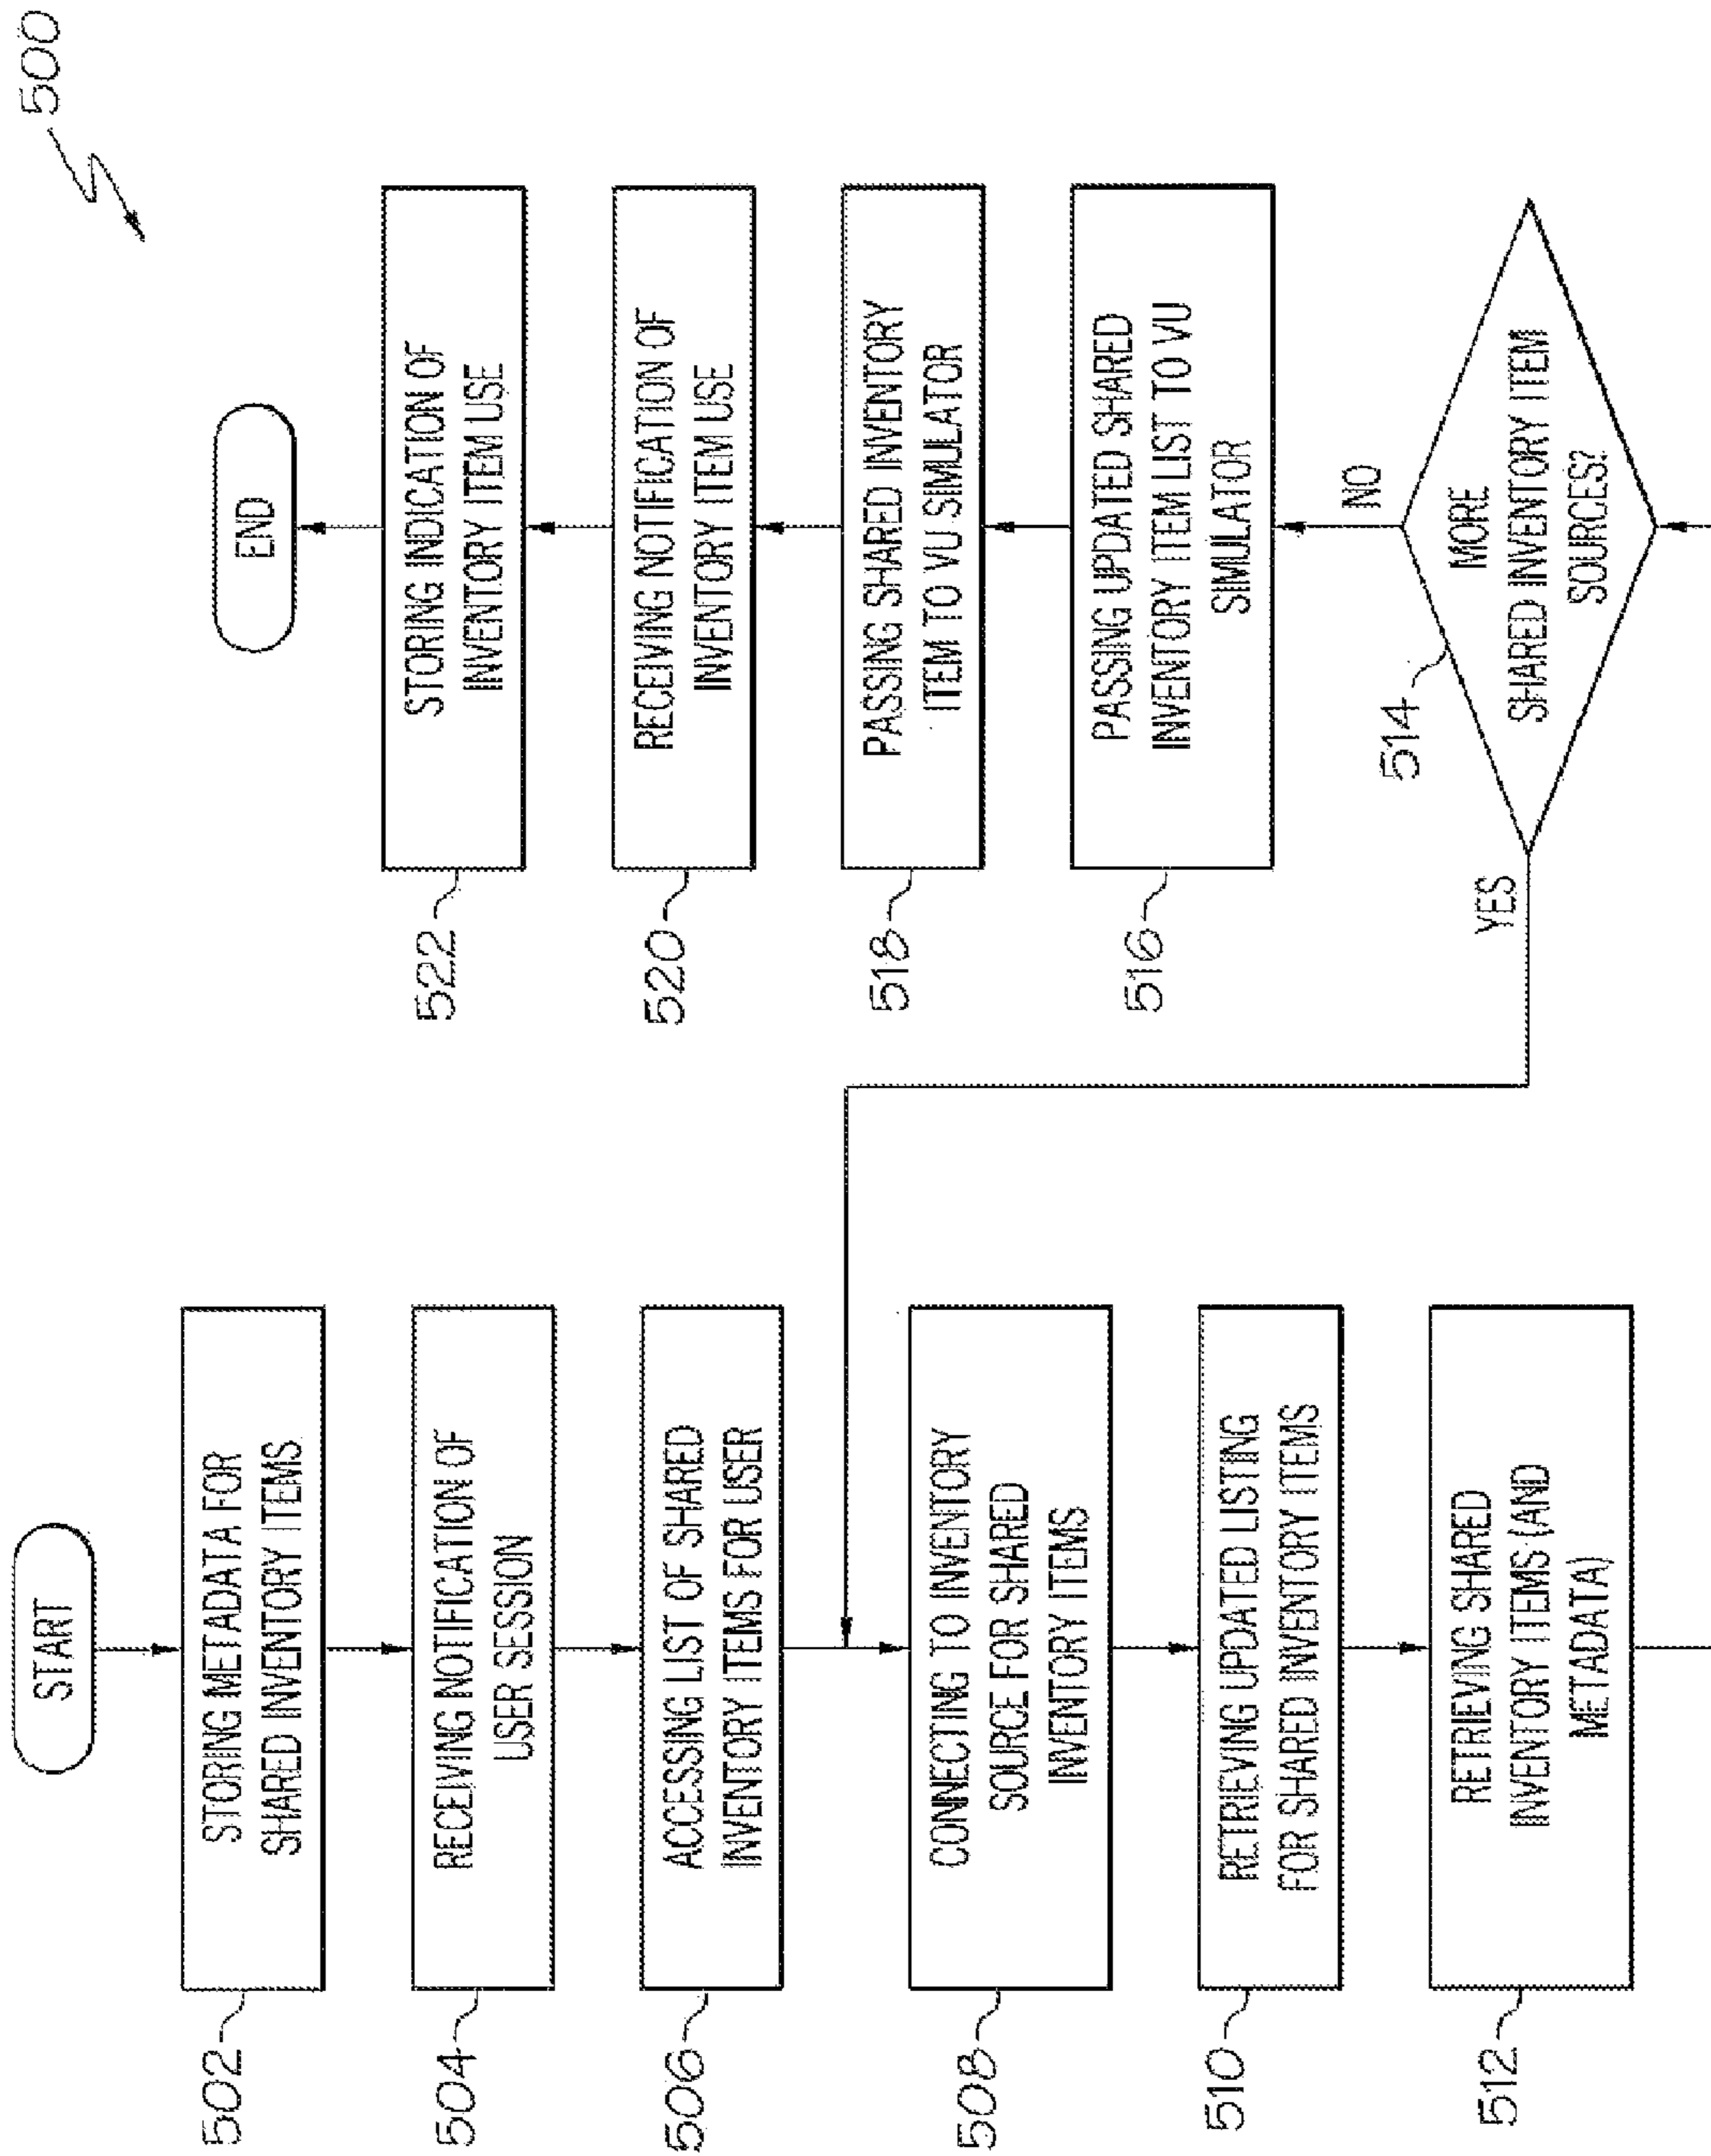 500
START
502
STORING METADATA FOR
SHARED INVENTORY ITEMS
504
RECEIVING NOTIFICATION OF
USER SESSION
506
ACCESSING LIST OF SHARED
INVENTORY ITEMS FOR USER
508
CONNECTING TO INVENTORY
SOURCE FOR SHARED
INVENTORY ITEMS
510
RETRIEVING UPDATED LISTING
FOR SHARED INVENTORY ITEMS
512
RETRIEVING SHARED
INVENTORY ITEMS (AND
METADATA)
514
MORE
SHARED INVENTORY ITEM
SOURCES?
YES
NO
516
PASSING UPDATED SHARED
INVENTORY ITEM LIST TO VU
SIMULATOR
518
PASSING SHARED INVENTORY
ITEM TO VU SIMULATOR
520
RECEIVING NOTIFICATION OF
INVENTORY ITEM USE
522
STORING INDICATION OF
INVENTORY ITEM USE
END